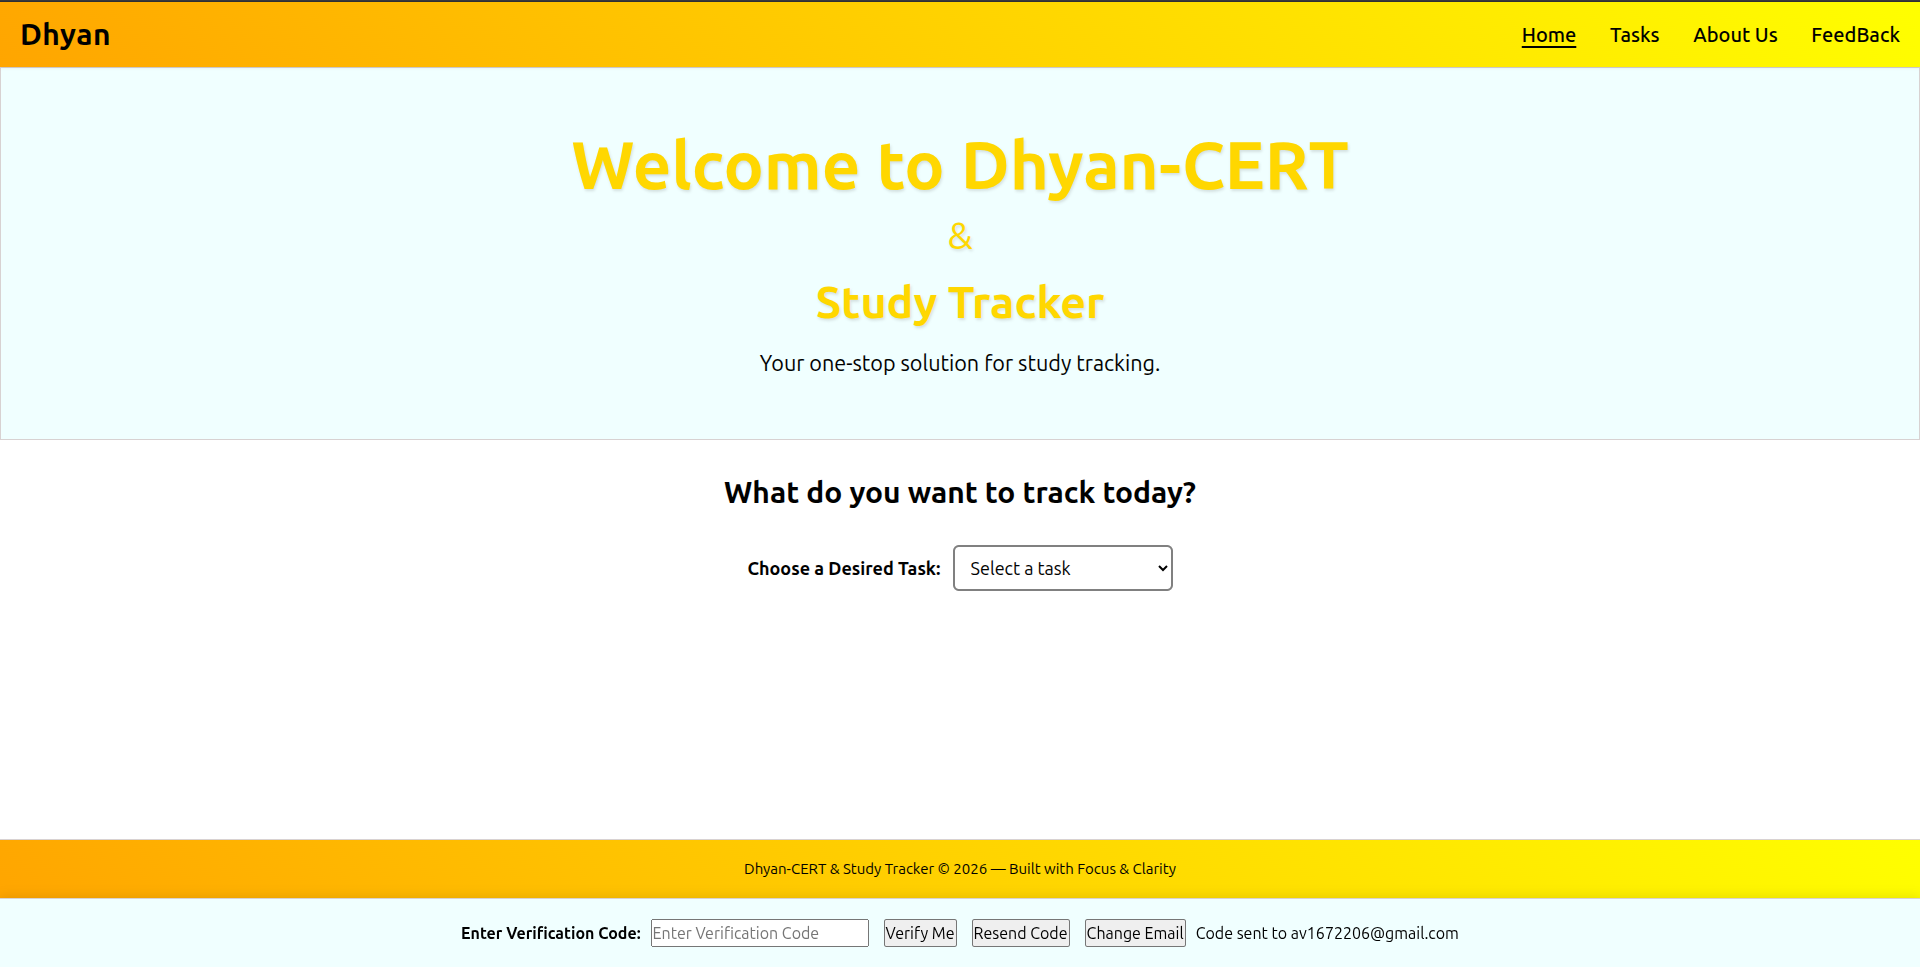 Dhyan
Home Tasks About Us FeedBack
Welcome to Dhyan-CERT
&
Study Tracker
Your one-stop solution for study tracking.
What do you want to track today?
Choose a Desired Task: Select a task
Dhyan-CERT & Study Tracker © 2026 — Built with Focus & Clarity
Enter Verification Code: Enter Verification Code Verify Me Resend Code Change Email Code sent to av1672206@gmail.com